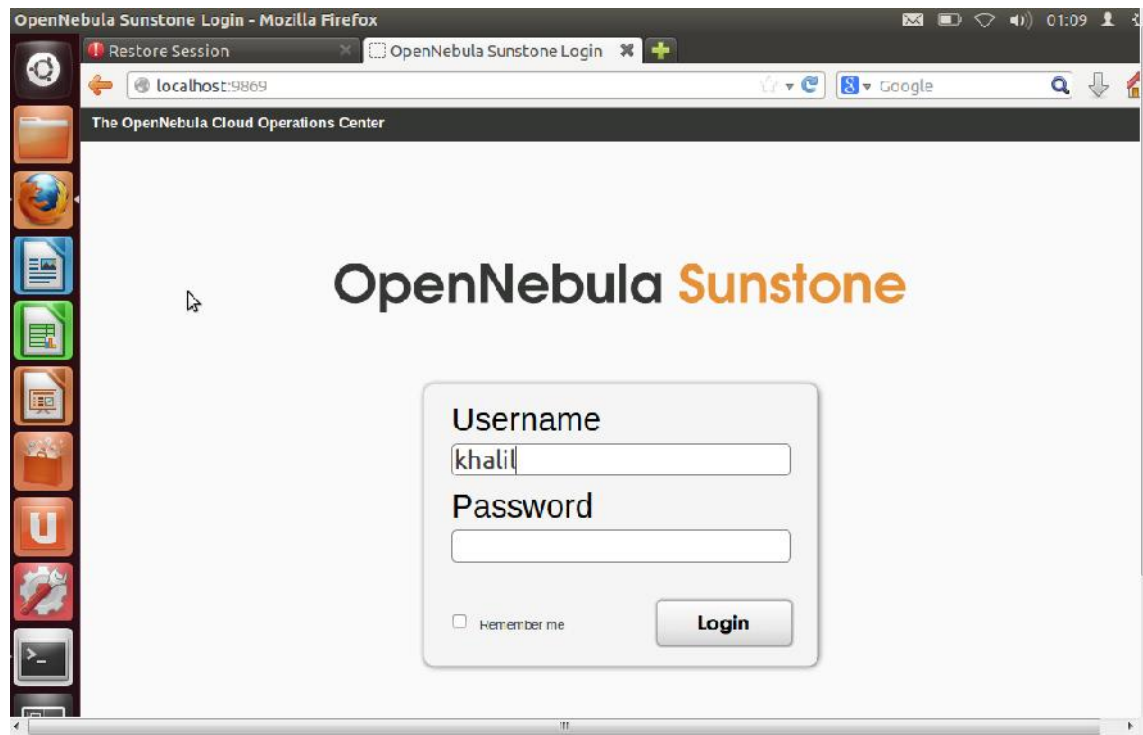 OpenNebula Sunstone Login - Mozilla Firefox
01:09
Restore Session
OpenNebula Sunstone Login
localhost:9869
Google
The OpenNebula Cloud Operations Center
OpenNebula Sunstone
Username
khalil
Password
Remember me
Login